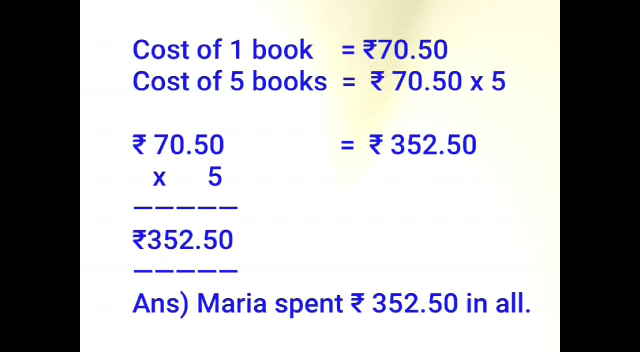 Cost of 1 book = ₹70.50
Cost of 5 books = ₹ 70.50 x 5
₹ 70.50 = ₹ 352.50
x 5
—————
₹352.50
—————
Ans) Maria spent ₹ 352.50 in all.